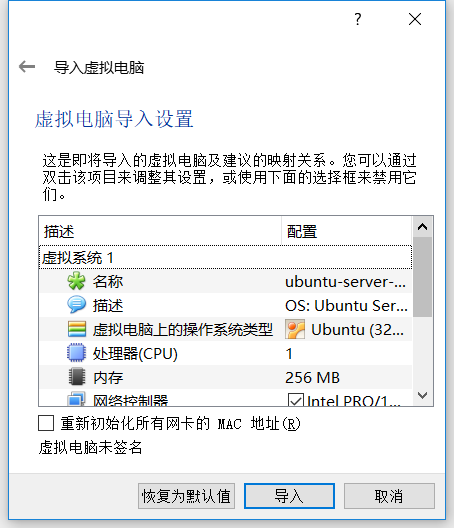 ?
导入虚拟电脑
虚拟电脑导入设置
这是即将导入的虚拟电脑及建议的映射关系。您可以通过
双击该项目来调整其设置，或使用下面的选择框来禁用它
们。
描述 配置
虚拟系统 1
名称 ubuntu-server-...
描述 OS: Ubuntu Ser...
虚拟电脑上的操作系统类型 Ubuntu (32...
处理器(CPU) 1
内存 256 MB
网络控制器 Intel PRO/1...
重新初始化所有网卡的 MAC 地址(R)
虚拟电脑未签名
恢复为默认值 导入 取消